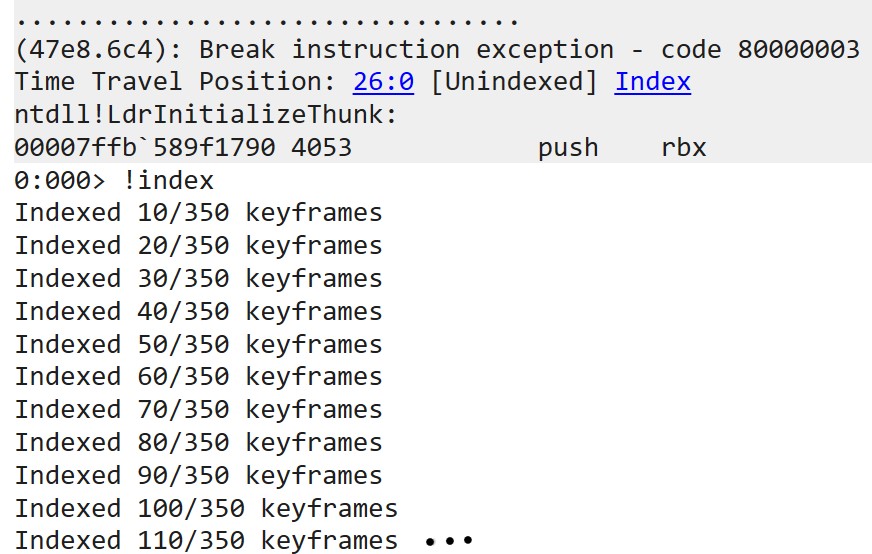 ..................................
(47e8.6c4): Break instruction exception - code 80000003
Time Travel Position: 26:0 [Unindexed] Index
ntdll!LdrInitializeThunk:
00007ffb`589f1790 4053            push    rbx
0:000> !index
Indexed 10/350 keyframes
Indexed 20/350 keyframes
Indexed 30/350 keyframes
Indexed 40/350 keyframes
Indexed 50/350 keyframes
Indexed 60/350 keyframes
Indexed 70/350 keyframes
Indexed 80/350 keyframes
Indexed 90/350 keyframes
Indexed 100/350 keyframes
Indexed 110/350 keyframes •••